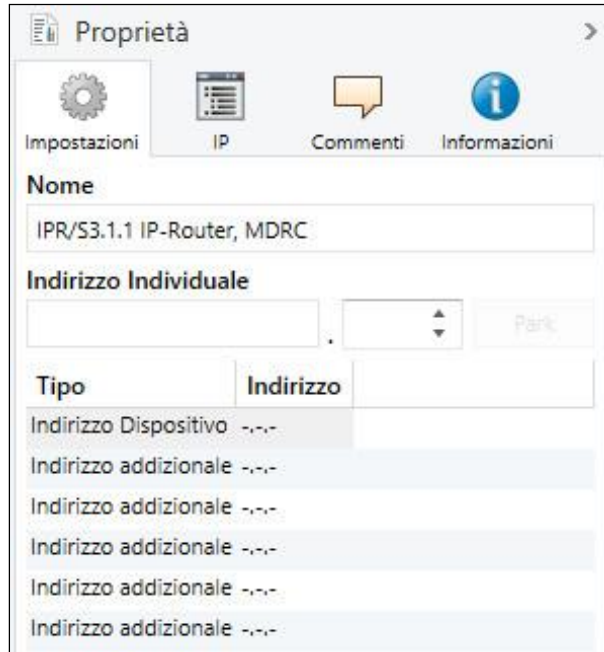 Proprietà
Impostazioni IP Commenti Informazioni
Nome
IPR/S3.1.1 IP-Router, MDRC
Indirizzo Individuale
. Park
Tipo Indirizzo
Indirizzo Dispositivo -.-.-
Indirizzo addizionale -.-.-
Indirizzo addizionale -.-.-
Indirizzo addizionale -.-.-
Indirizzo addizionale -.-.-
Indirizzo addizionale -.-.-